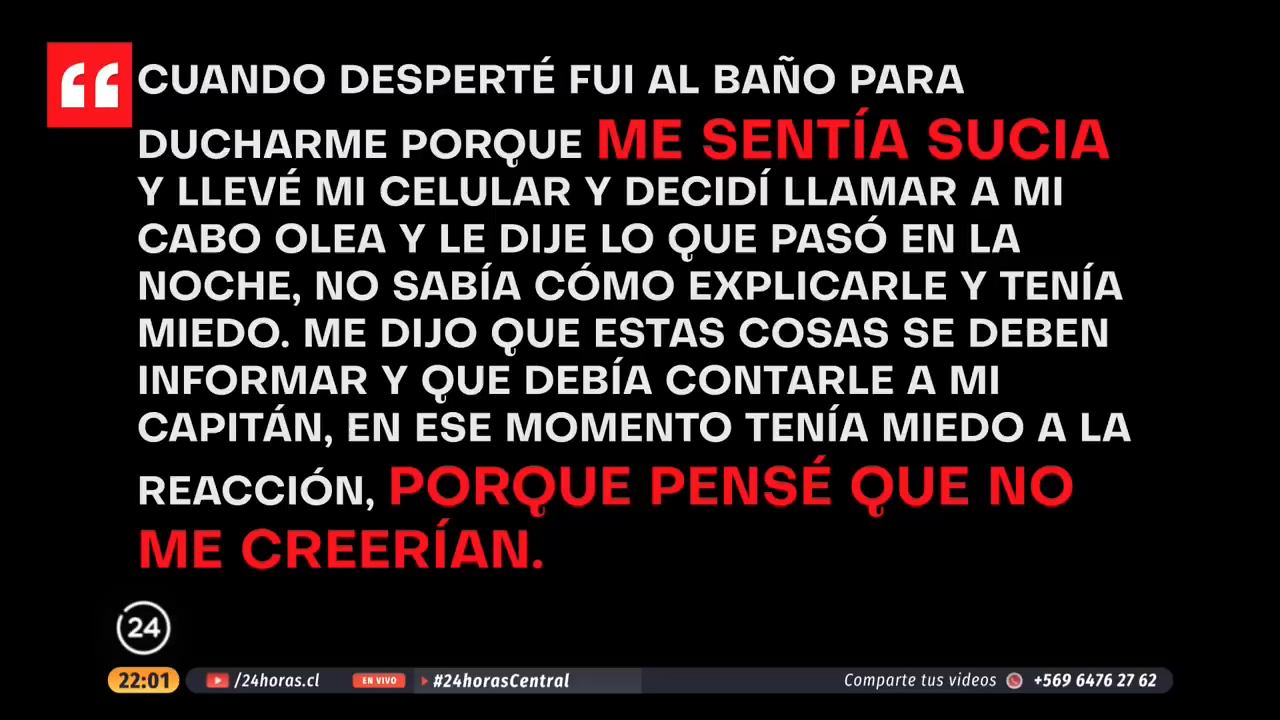 “
CUANDO DESPERTÉ FUI AL BAÑO PARA
DUCHARME PORQUE ME SENTÍA SUCIA
Y LLEVÉ MI CELULAR Y DECIDÍ LLAMAR A MI
CABO OLEA Y LE DIJE LO QUE PASÓ EN LA
NOCHE, NO SABÍA CÓMO EXPLICARLE Y TENÍA
MIEDO. ME DIJO QUE ESTAS COSAS SE DEBEN
INFORMAR Y QUE DEBÍA CONTARLE A MI
CAPITÁN, EN ESE MOMENTO TENÍA MIEDO A LA
REACCIÓN, PORQUE PENSÉ QUE NO
ME CREERÍAN.
24
22:01 /24horas.cl EN VIVO #24horasCentral Comparte tus videos +569 6476 27 62